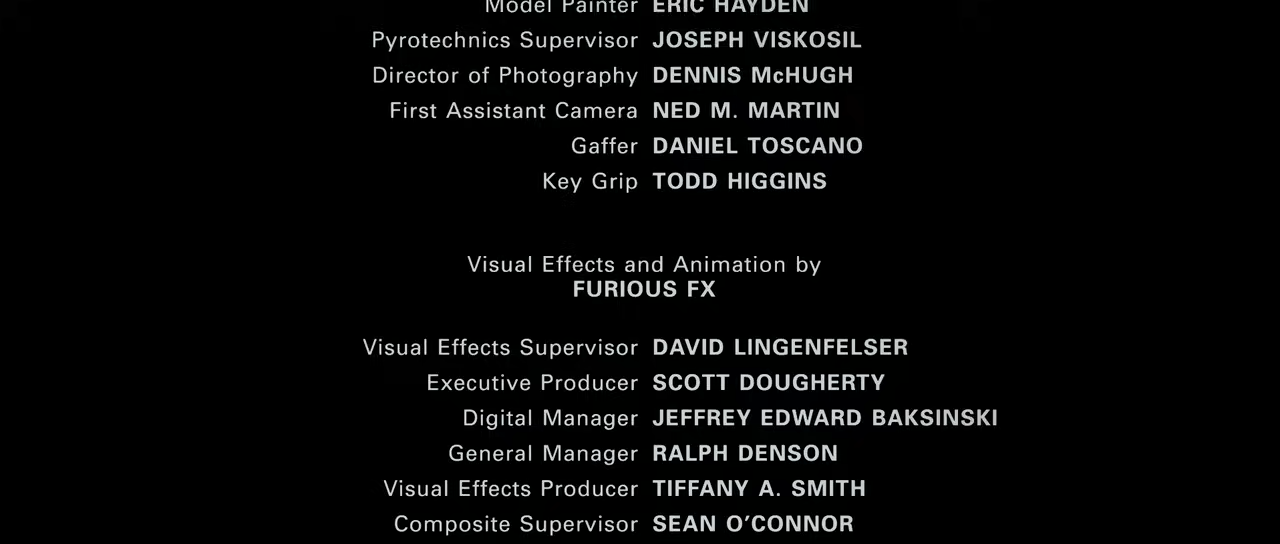 Model Painter ERIC HAYDEN
Pyrotechnics Supervisor JOSEPH VISKOSIL
Director of Photography DENNIS McHUGH
First Assistant Camera NED M. MARTIN
Gaffer DANIEL TOSCANO
Key Grip TODD HIGGINS
Visual Effects and Animation by
FURIOUS FX
Visual Effects Supervisor DAVID LINGENFELSER
Executive Producer SCOTT DOUGHERTY
Digital Manager JEFFREY EDWARD BAKSINSKI
General Manager RALPH DENSON
Visual Effects Producer TIFFANY A. SMITH
Composite Supervisor SEAN O’CONNOR